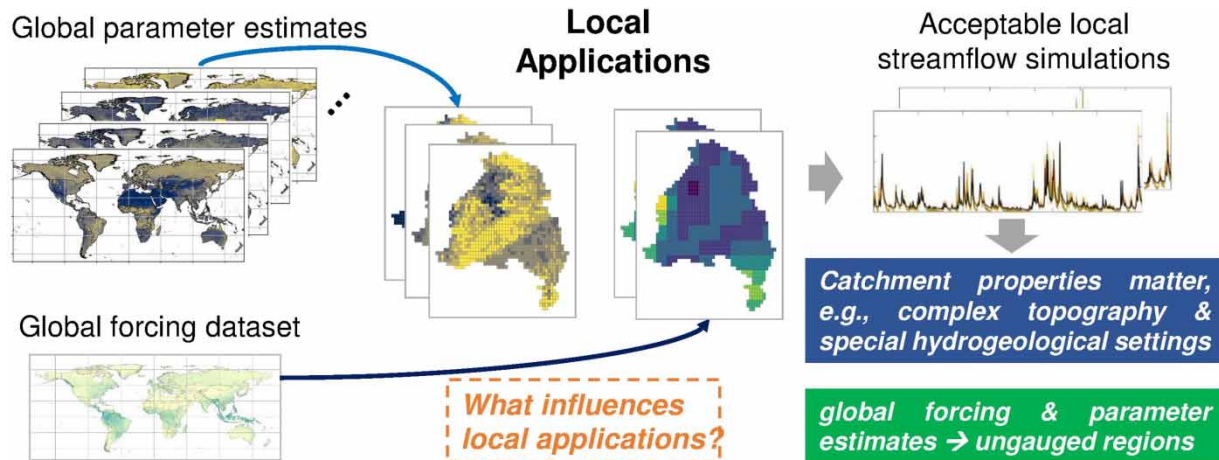 Global parameter estimates
Local
Applications
Acceptable local
streamflow simulations
Global forcing dataset
What influences
local applications?
Catchment properties matter,
e.g., complex topography &
special hydrogeological settings
global forcing & parameter
estimates → ungauged regions